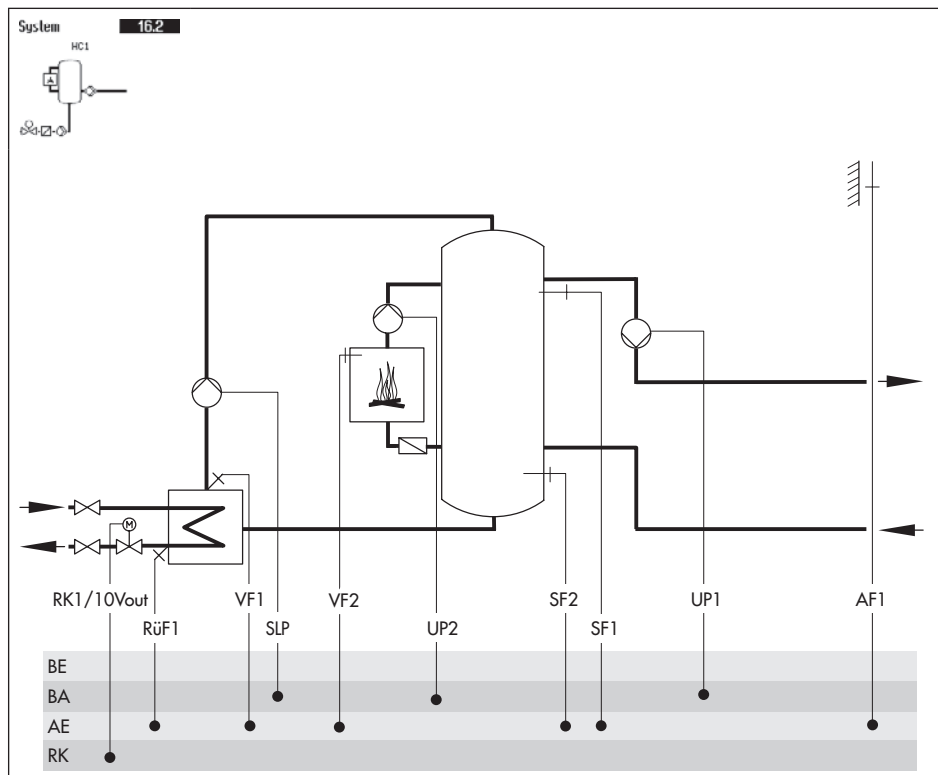 System 16.2
HC1
M
RK1/10Vout VF1 VF2 SF2 UP1 AF1
RüF1 SLP UP2 SF1
BE
BA
AE
RK